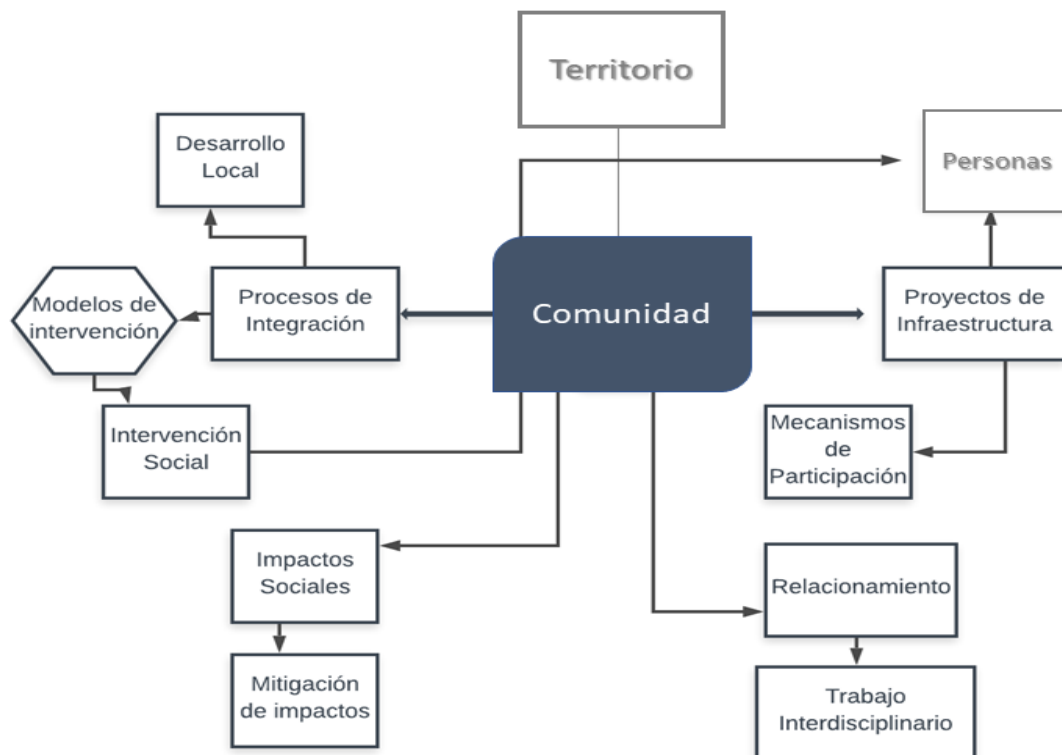 Territorio
Desarrollo
Local
Personas
Modelos de
intervención
Procesos de
Integración
Comunidad
Proyectos de
Infraestructura
Intervención
Social
Mecanismos
de
Participación
Impactos
Sociales
Relacionamiento
Mitigación
de impactos
Trabajo
Interdisciplinario